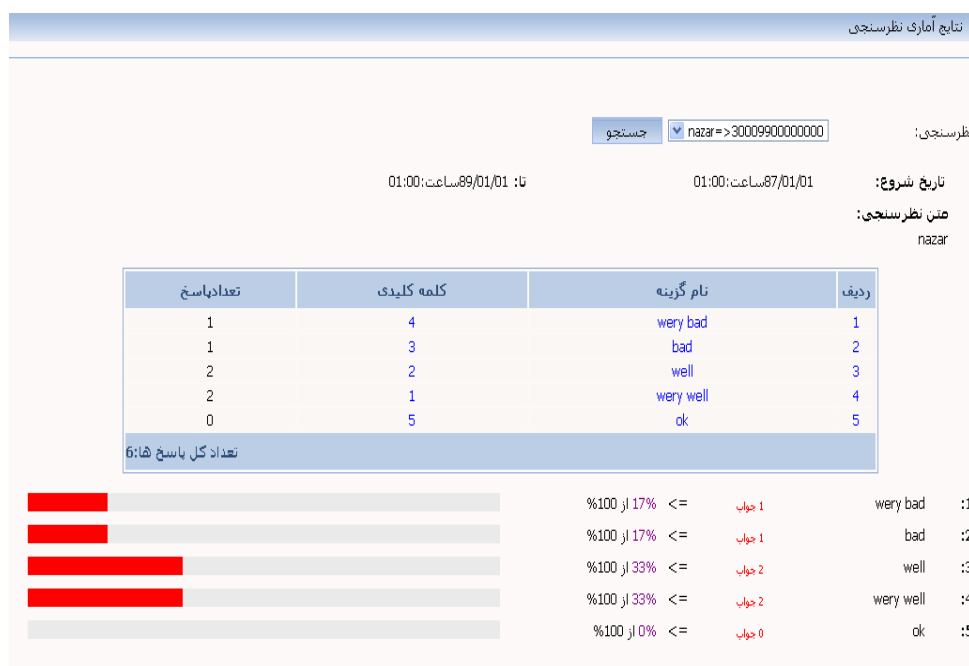 نتایج آماری نظرسنجی
نظرسنجی: nazar=>30009900000000 جستجو
تاریخ شروع: 87/01/01ساعت:01:00 تا: 89/01/01ساعت:01:00
متن نظرسنجی:
nazar
ردیف نام گزینه کلمه کلیدی تعدادپاسخ
1 wery bad 4 1
2 bad 3 1
3 well 2 2
4 wery well 1 2
5 ok 5 0
تعداد کل پاسخ ها:6
1: wery bad 1 جواب => 17% از 100%
2: bad 1 جواب => 17% از 100%
3: well 2 جواب => 33% از 100%
4: wery well 2 جواب => 33% از 100%
5: ok 0 جواب => 0% از 100%